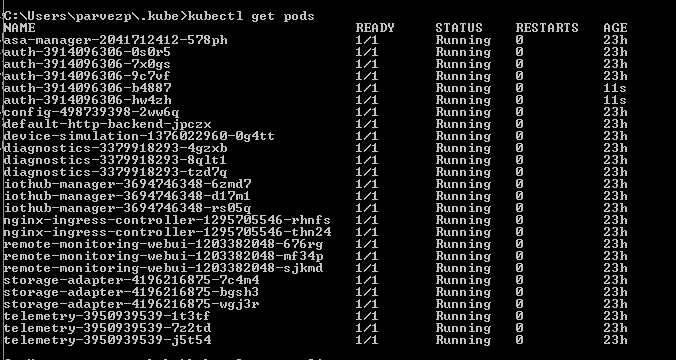 C:\Users\parvezp\.kube>kubectl get pods
NAME READY STATUS RESTARTS AGE
asa-manager-2041712412-578ph 1/1 Running 0 23h
auth-3914096306-0s0r5 1/1 Running 0 23h
auth-3914096306-7x0gs 1/1 Running 0 23h
auth-3914096306-9c7vf 1/1 Running 0 23h
auth-3914096306-b4887 1/1 Running 0 11s
auth-3914096306-hw4zh 1/1 Running 0 11s
config-498739398-2ww6q 1/1 Running 0 23h
default-http-backend-jpczx 1/1 Running 0 23h
device-simulation-1376022960-0g4tt 1/1 Running 0 23h
diagnostics-3379918293-4gzxb 1/1 Running 0 23h
diagnostics-3379918293-8qlt1 1/1 Running 0 23h
diagnostics-3379918293-tzd7q 1/1 Running 0 23h
iothub-manager-3694746348-6zmd7 1/1 Running 0 23h
iothub-manager-3694746348-d17m1 1/1 Running 0 23h
iothub-manager-3694746348-rs05q 1/1 Running 0 23h
nginx-ingress-controller-1295705546-rhnfs 1/1 Running 0 23h
nginx-ingress-controller-1295705546-thn24 1/1 Running 0 23h
remote-monitoring-webui-1203382048-676rg 1/1 Running 0 23h
remote-monitoring-webui-1203382048-mf34p 1/1 Running 0 23h
remote-monitoring-webui-1203382048-sjkmd 1/1 Running 0 23h
storage-adapter-4196216875-7c4m4 1/1 Running 0 23h
storage-adapter-4196216875-bgsh3 1/1 Running 0 23h
storage-adapter-4196216875-wgj3r 1/1 Running 0 23h
telemetry-3950939539-1t3tf 1/1 Running 0 23h
telemetry-3950939539-7z2td 1/1 Running 0 23h
telemetry-3950939539-j5t54 1/1 Running 0 23h